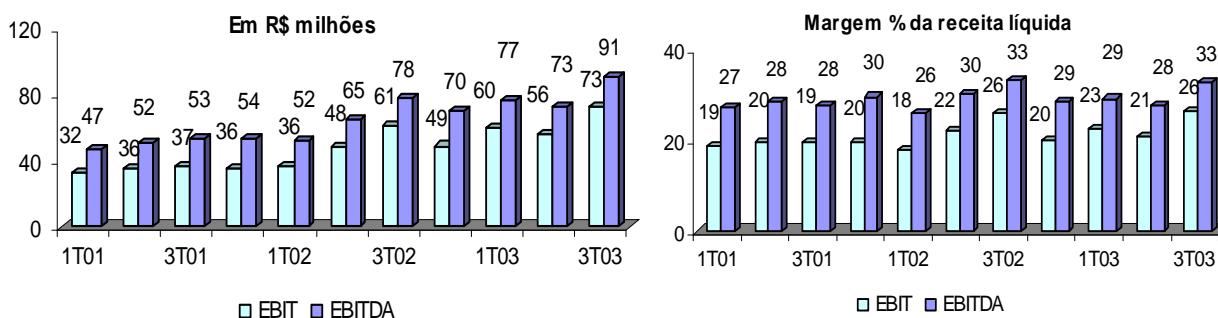 Em R$ milhões
120
80
40
0
32 47 36 52 37 53 36 54 36 52 48 65 61 78 49 70 60 77 56 73 73 91
1T01 3T01 1T02 3T02 1T03 3T03
EBIT EBITDA
Margem % da receita líquida
40
20
0
19 27 20 28 28 20 30 18 26 22 30 26 33 20 29 23 29 21 28 26 33
1T01 3T01 1T02 3T02 1T03 3T03
EBIT EBITDA